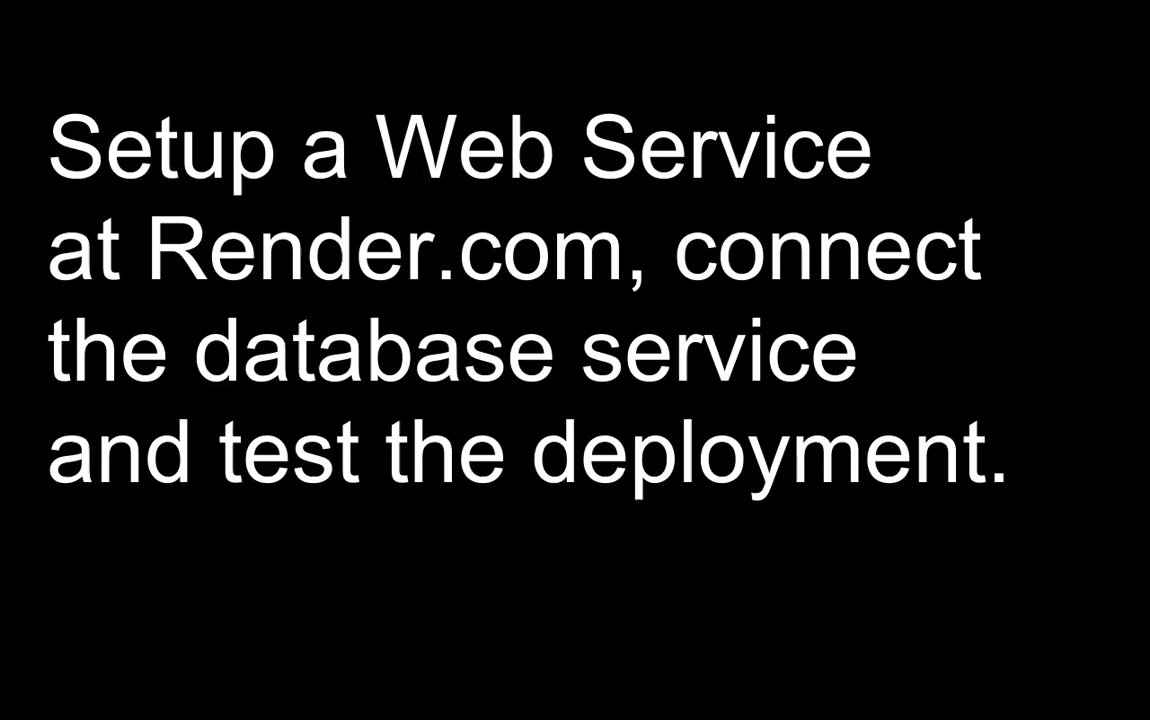 Setup a Web Service
at Render.com, connect
the database service
and test the deployment.